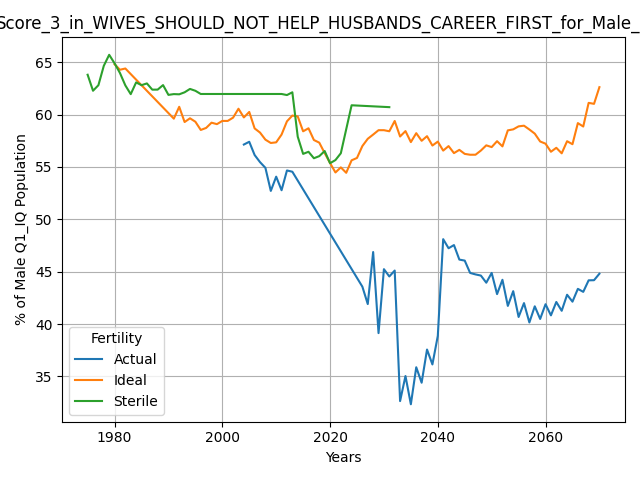 Score_3_in_WIVES_SHOULD_NOT_HELP_HUSBANDS_CAREER_FIRST_for_Male_
% of Male Q1_IQ Population
65
60
55
50
45
40
35
Fertility
Actual
Ideal
Sterile
1980 2000 2020 2040 2060
Years